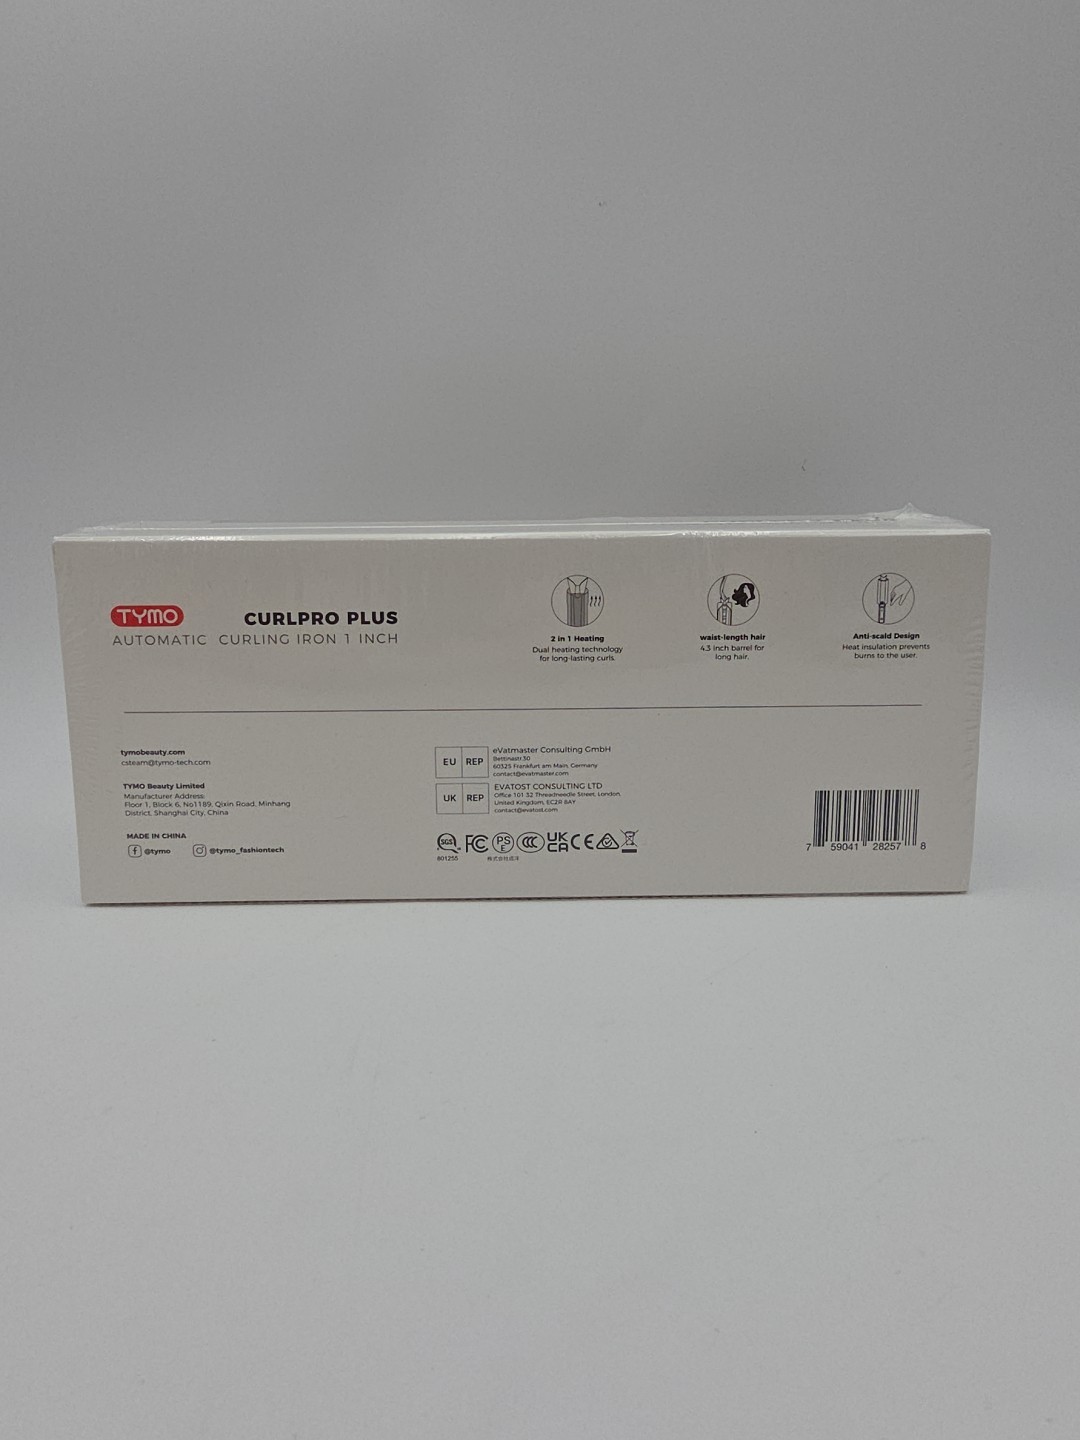 TYMO
CURLPRO PLUS
AUTOMATIC CURLING IRON 1 INCH
2 in 1 Heating
Dual heating technology
for long-lasting curls.
waist-length hair
4.3 inch barrel for
long hair.
Anti-scald Design
Heat insulation prevents
burns to the user.
tymobeauty.com
csteam@tymo-tech.com
TYMO Beauty Limited
Manufacturer Address:
Floor 1, Block 6, No1189, Qixin Road, Minhang
District, Shanghai City, China
MADE IN CHINA
@tymo
@tymo_fashiontech
EU REP
eVatmaster Consulting GmbH
Bettinastr.30
60325 Frankfurt am Main, Germany
contact@evatmaster.com
UK REP
EVATOST CONSULTING LTD
Office 101 32 Threadneedle Street, London,
United Kingdom, EC2R 8AY
contact@evatost.com
SGS FC PS E CCC UK CA CE
801255
7 59041 28257 8